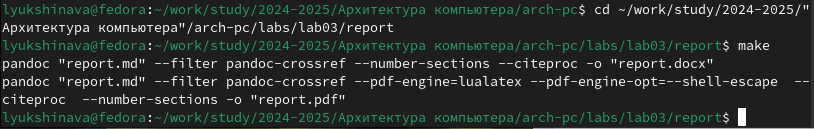 lyukshinava@fedora:~/work/study/2024-2025/Архитектура компьютера/arch-pc$ cd ~/work/study/2024-2025/"
Архитектура компьютера"/arch-pc/labs/lab03/report
lyukshinava@fedora:~/work/study/2024-2025/Архитектура компьютера/arch-pc/labs/lab03/report$ make
pandoc "report.md" --filter pandoc-crossref --number-sections --citeproc -o "report.docx"
pandoc "report.md" --filter pandoc-crossref --pdf-engine=lualatex --pdf-engine-opt=--shell-escape  --
citeproc  --number-sections -o "report.pdf"
lyukshinava@fedora:~/work/study/2024-2025/Архитектура компьютера/arch-pc/labs/lab03/report$